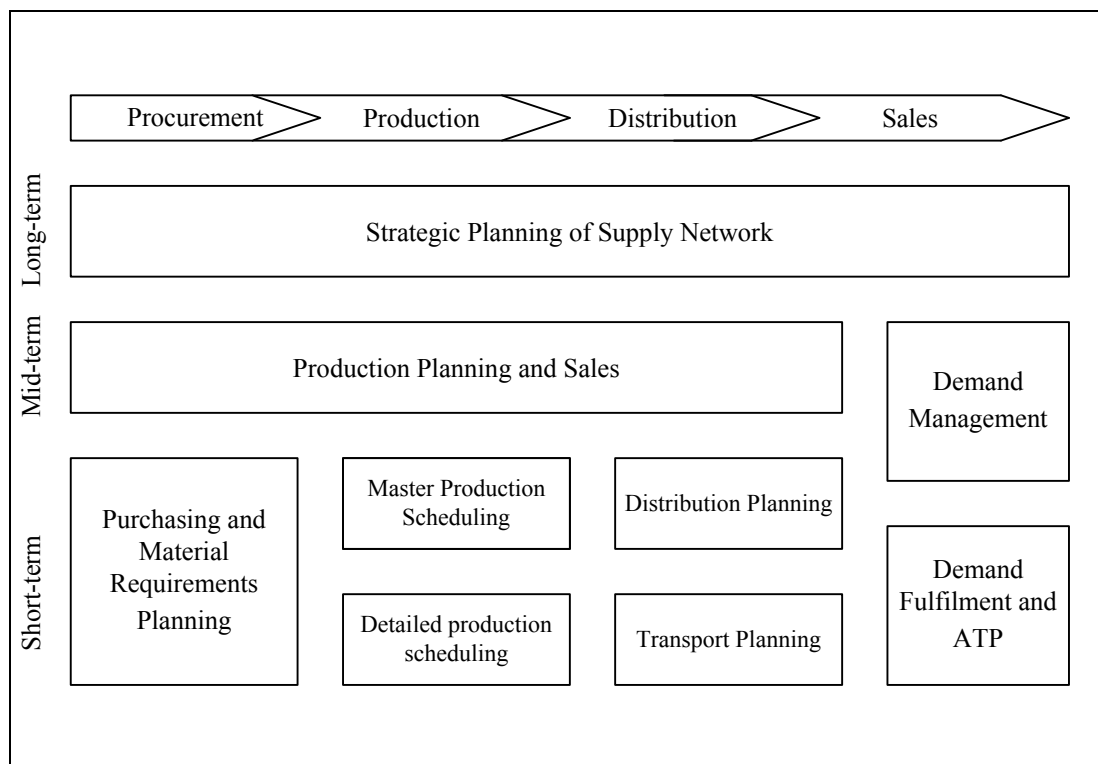 Procurement
Production
Distribution
Sales
Long-term
Strategic Planning of Supply Network
Mid-term
Production Planning and Sales
Demand
Management
Short-term
Purchasing and
Material
Requirements
Planning
Master Production
Scheduling
Detailed production
scheduling
Distribution Planning
Transport Planning
Demand
Fulfilment and
ATP